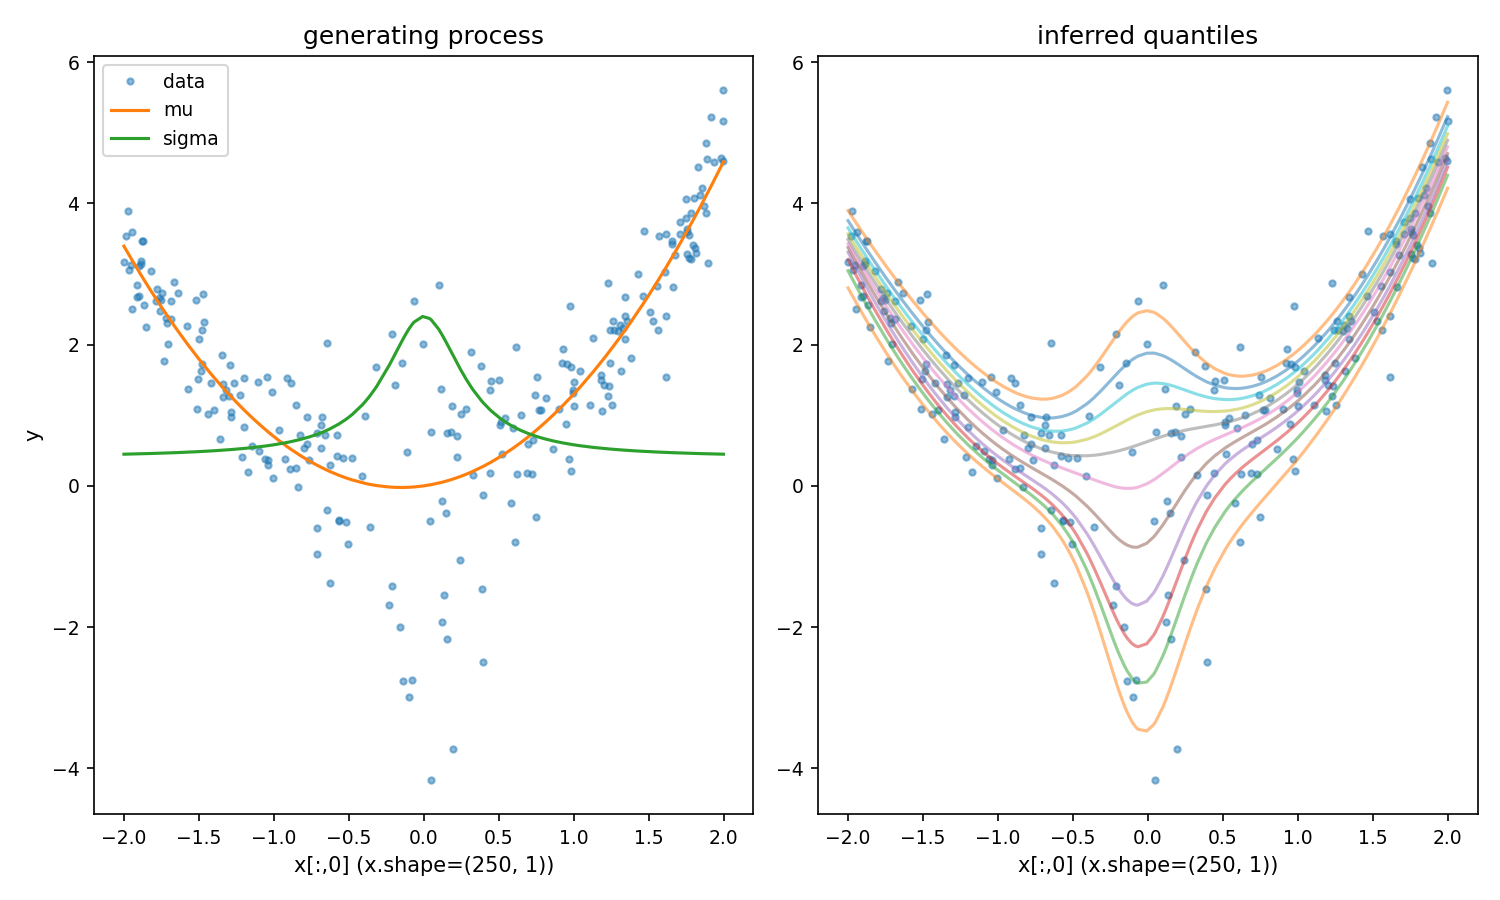 generating process
data
mu
sigma
6
4
2
0
−2
−4
y
−2.0 −1.5 −1.0 −0.5 0.0 0.5 1.0 1.5 2.0
x[:,0] (x.shape=(250, 1))
inferred quantiles
6
4
2
0
−2
−4
−2.0 −1.5 −1.0 −0.5 0.0 0.5 1.0 1.5 2.0
x[:,0] (x.shape=(250, 1))